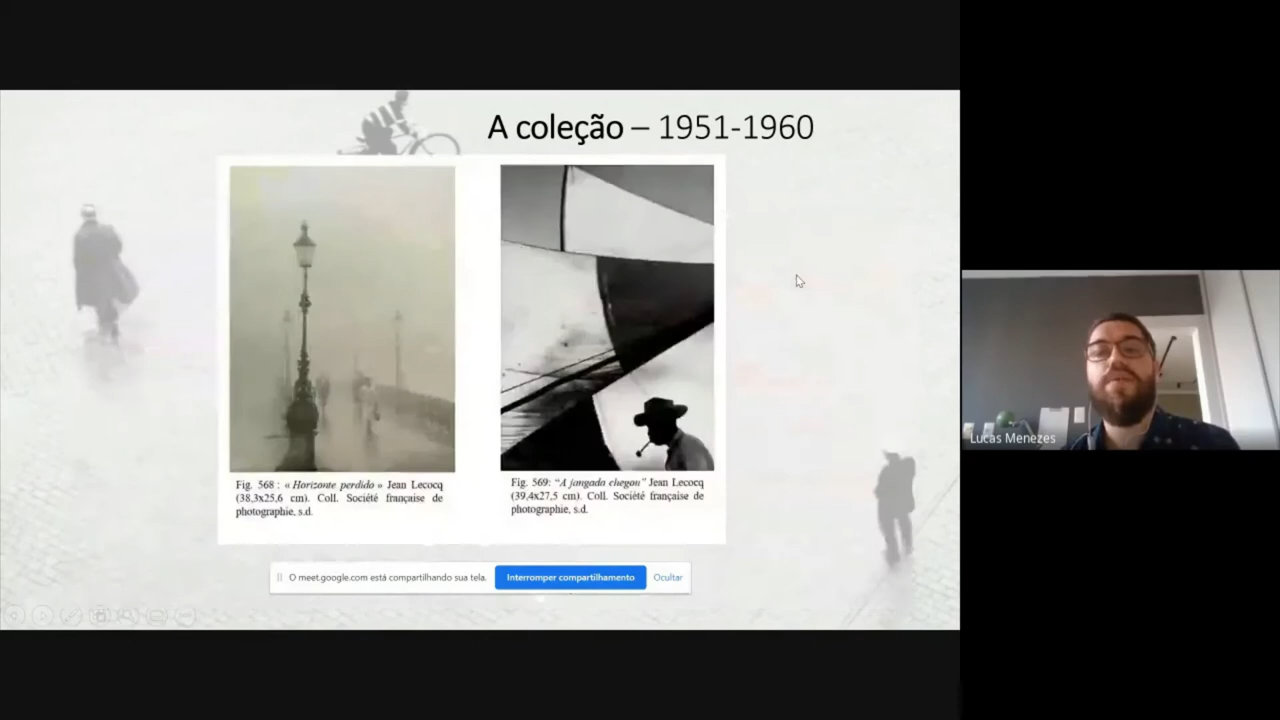 A coleção – 1951-1960
Fig. 568 : « Horizonte perdido » Jean Lecocq
(38,3x25,6 cm). Coll. Société française de
photographie, s.d.
Fig. 569: “A jangada chegou” Jean Lecocq
(39,4x27,5 cm). Coll. Société française de
photographie, s.d.
Lucas Menezes
O meet.google.com está compartilhando sua tela.
Interromper compartilhamento
Ocultar